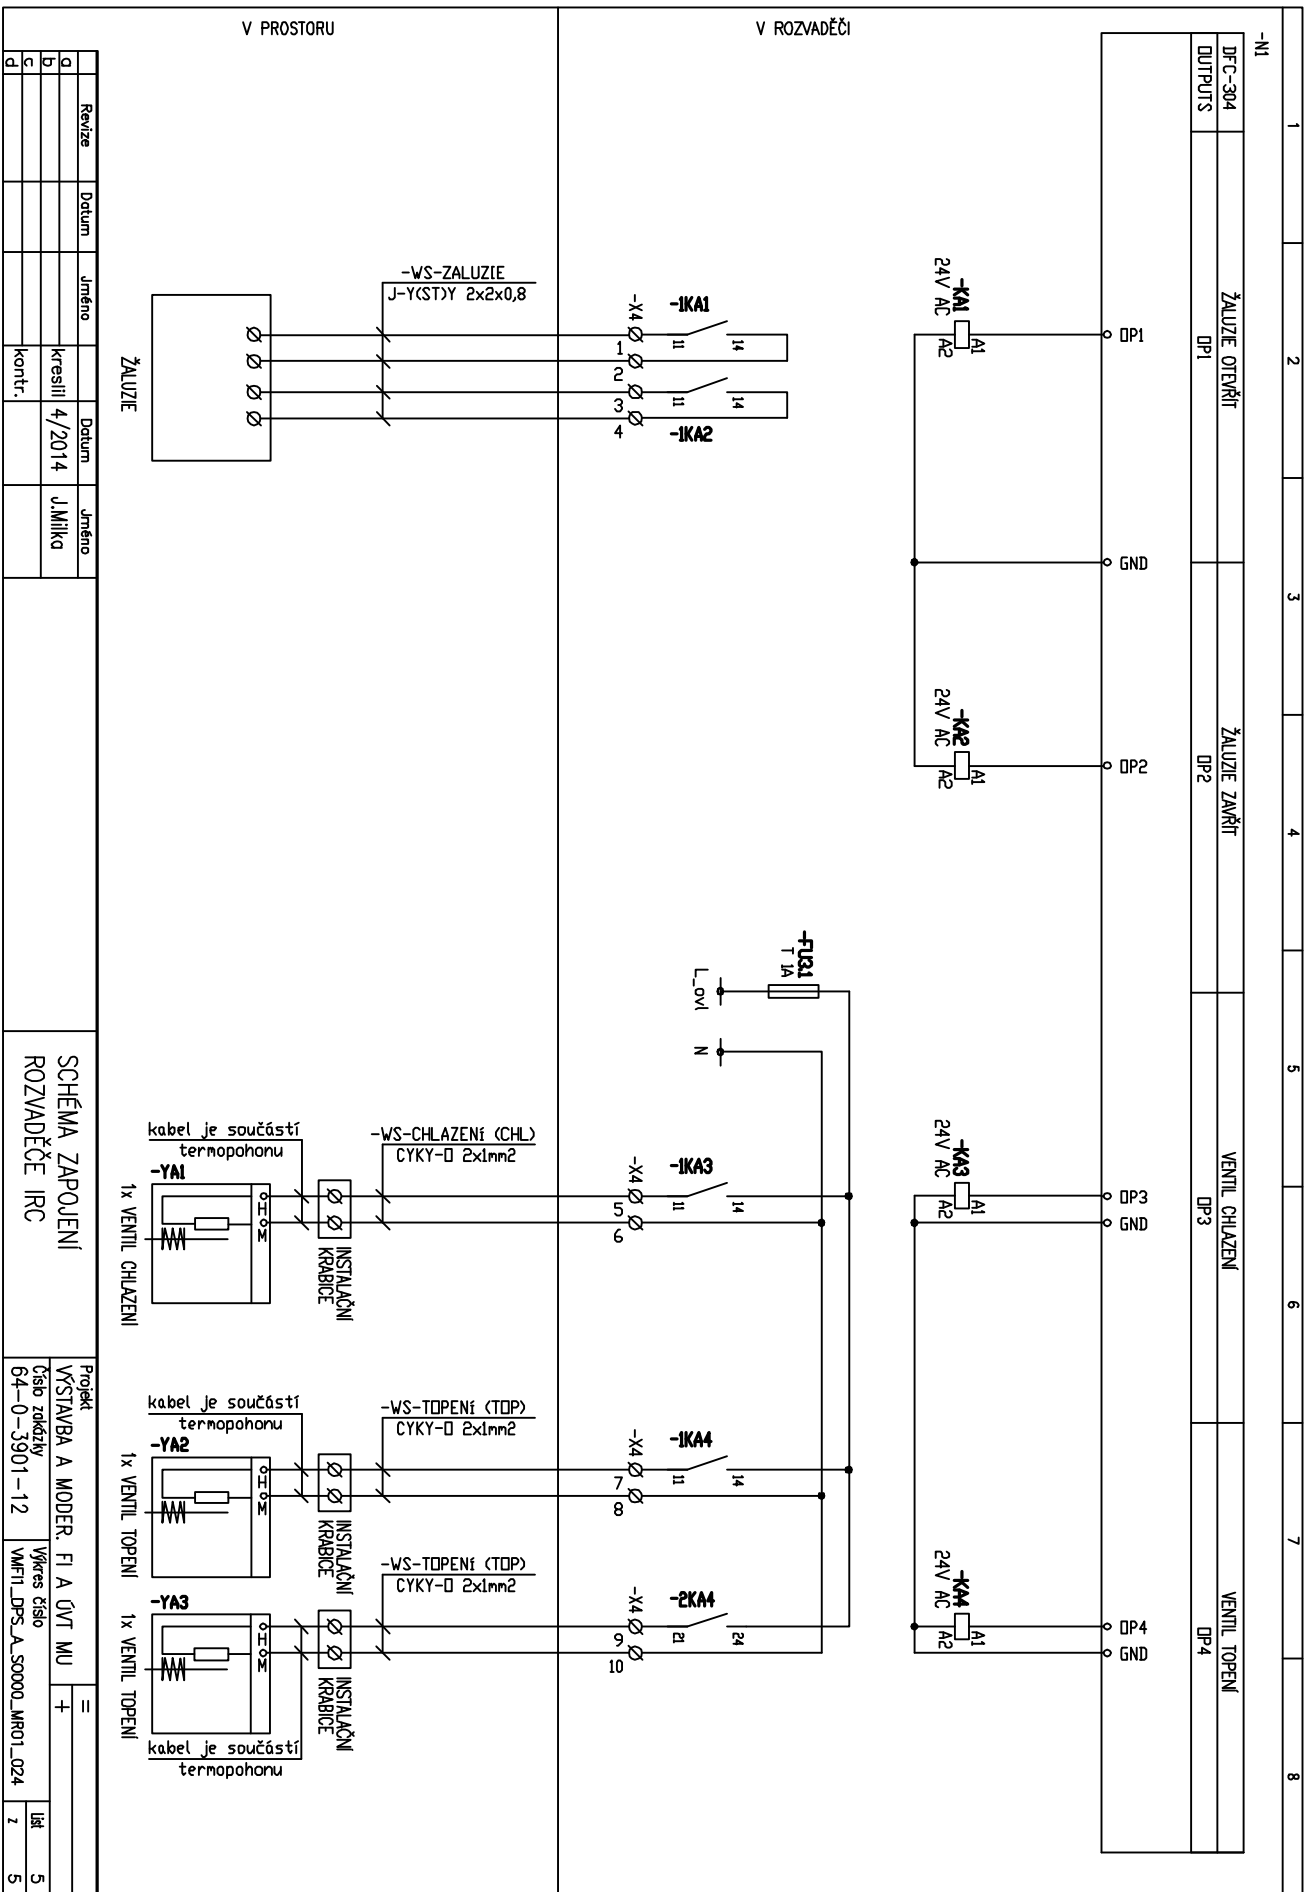 -N1
1
2
3
4
5
6
7
8
DFC-304
OUTPUTS
ŽALUZIE OTEVŘÍT
OP1
ŽALUZIE ZAVŘÍT
OP2
VENTIL CHLAZENÍ
OP3
VENTIL TOPENÍ
OP4
OP1
GND
OP2
OP3
GND
OP4
GND
-KA1
24V AC
A1
A2
-KA2
24V AC
A1
A2
-KA3
24V AC
A1
A2
-KA4
24V AC
A1
A2
V ROZVADĚČI
-FU3.1
T 1A
L_ovl
N
-1KA1
11
14
-1KA2
11
14
-1KA3
11
14
-1KA4
11
14
-2KA4
21
24
-X4
1
2
3
4
-X4
5
6
-X4
7
8
-X4
9
10
V PROSTORU
-WS-ZALUZIE
J-Y(ST)Y 2x2x0,8
-WS-CHLAZENÍ (CHL)
CYKY-O 2x1mm2
-WS-TOPENÍ (TOP)
CYKY-O 2x1mm2
-WS-TOPENÍ (TOP)
CYKY-O 2x1mm2
INSTALAČNÍ
KRABICE
INSTALAČNÍ
KRABICE
INSTALAČNÍ
KRABICE
kabel je součástí
termopohonu
kabel je součástí
termopohonu
kabel je součástí
termopohonu
ŽALUZIE
-YA1
H M
1x VENTIL CHLAZENÍ
-YA2
H M
1x VENTIL TOPENÍ
-YA3
H M
1x VENTIL TOPENÍ
Revize
Datum
Jméno
Datum
Jméno
a
b
c
d
kreslil
4/2014
J.Milka
kontr.
SCHÉMA ZAPOJENÍ
ROZVADĚČE IRC
Projekt
VÝSTAVBA A MODER. FI A ÚVT MU
=
+
Číslo zakázky
64-0-3901-12
Výkres číslo
VMFI1_DPS_A_S0000_MR01_024
List
5
z
5